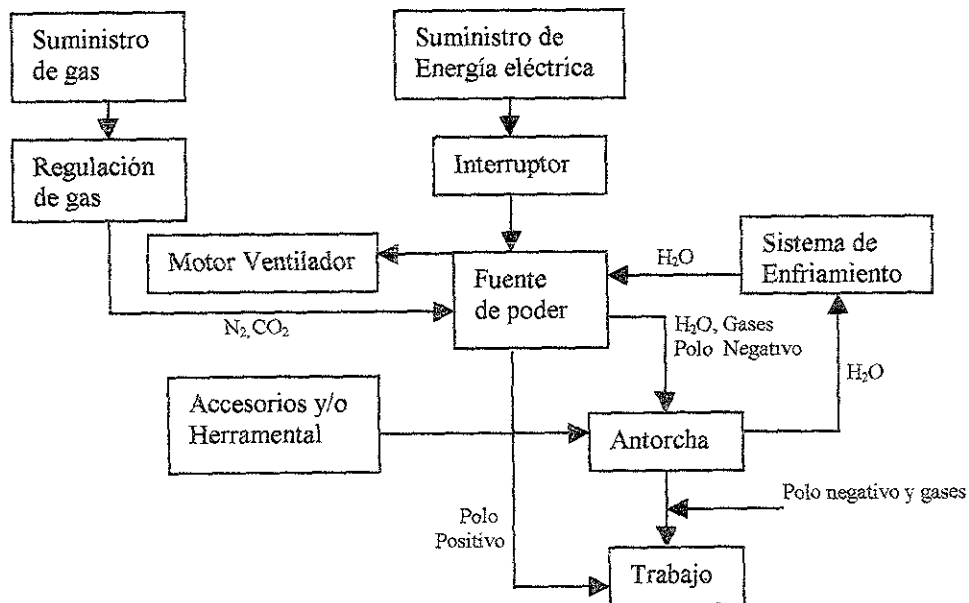 Suministro
de gas
Suministro de
Energía eléctrica
Regulación
de gas
Interruptor
Motor Ventilador
Fuente
de poder
H₂O
Sistema de
Enfriamiento
N₂,CO₂
H₂O, Gases
Polo Negativo
H₂O
Accesorios y/o
Herramental
Antorcha
Polo negativo y gases
Polo
Positivo
Trabajo